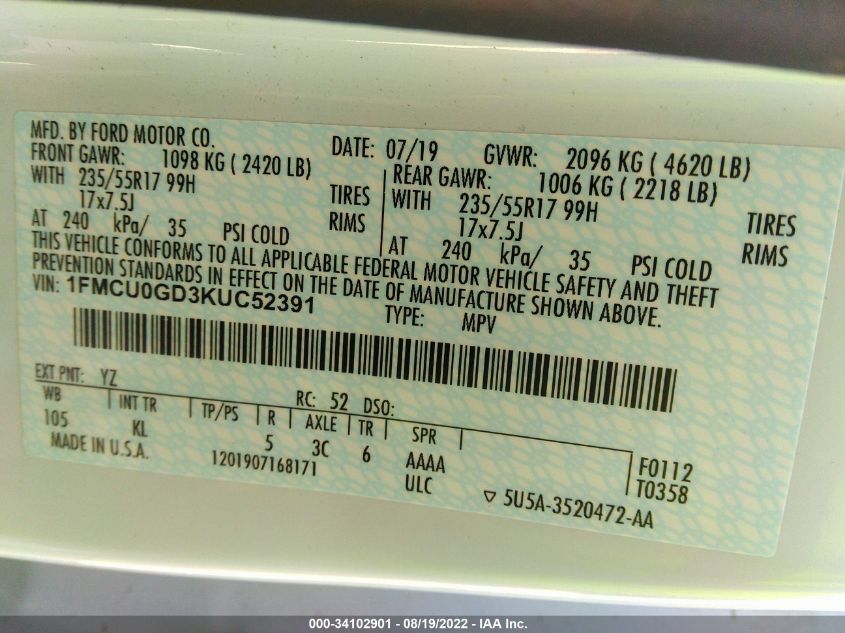 MFD. BY FORD MOTOR CO. DATE: 07/19 GVWR: 2096 KG ( 4620 LB)
FRONT GAWR: 1098 KG ( 2420 LB) REAR GAWR: 1006 KG ( 2218 LB)
WITH 235/55R17 99H TIRES WITH 235/55R17 99H TIRES
17x7.5J RIMS 17x7.5J RIMS
AT 240 kPa/ 35 PSI COLD AT 240 kPa/ 35 PSI COLD
THIS VEHICLE CONFORMS TO ALL APPLICABLE FEDERAL MOTOR VEHICLE SAFETY AND THEFT
PREVENTION STANDARDS IN EFFECT ON THE DATE OF MANUFACTURE SHOWN ABOVE.
VIN: 1FMCU0GD3KUC52391 TYPE: MPV
EXT PNT: YZ RC: 52 DSO:
WB INT TR TP/PS R AXLE TR SPR
105 KL 5 3C 6 AAAA F0112
MADE IN U.S.A. 1201907168171 ULC T0358
▽ 5U5A-3520472-AA
000-34102901 - 08/19/2022 - IAA Inc.